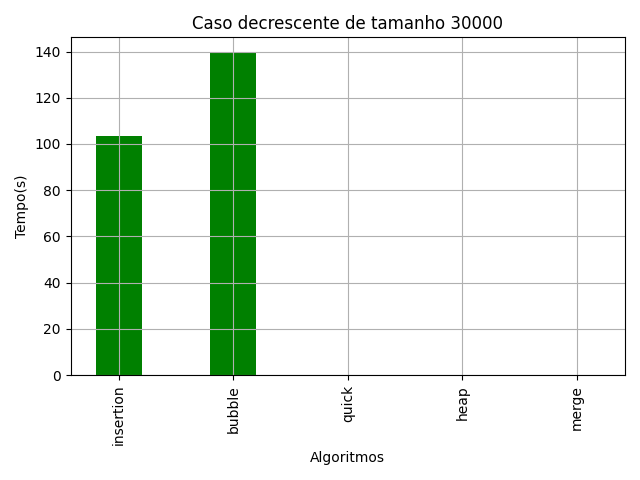 Caso decrescente de tamanho 30000
140
120
100
80
60
40
20
0
Tempo(s)
insertion
bubble
quick
heap
merge
Algoritmos